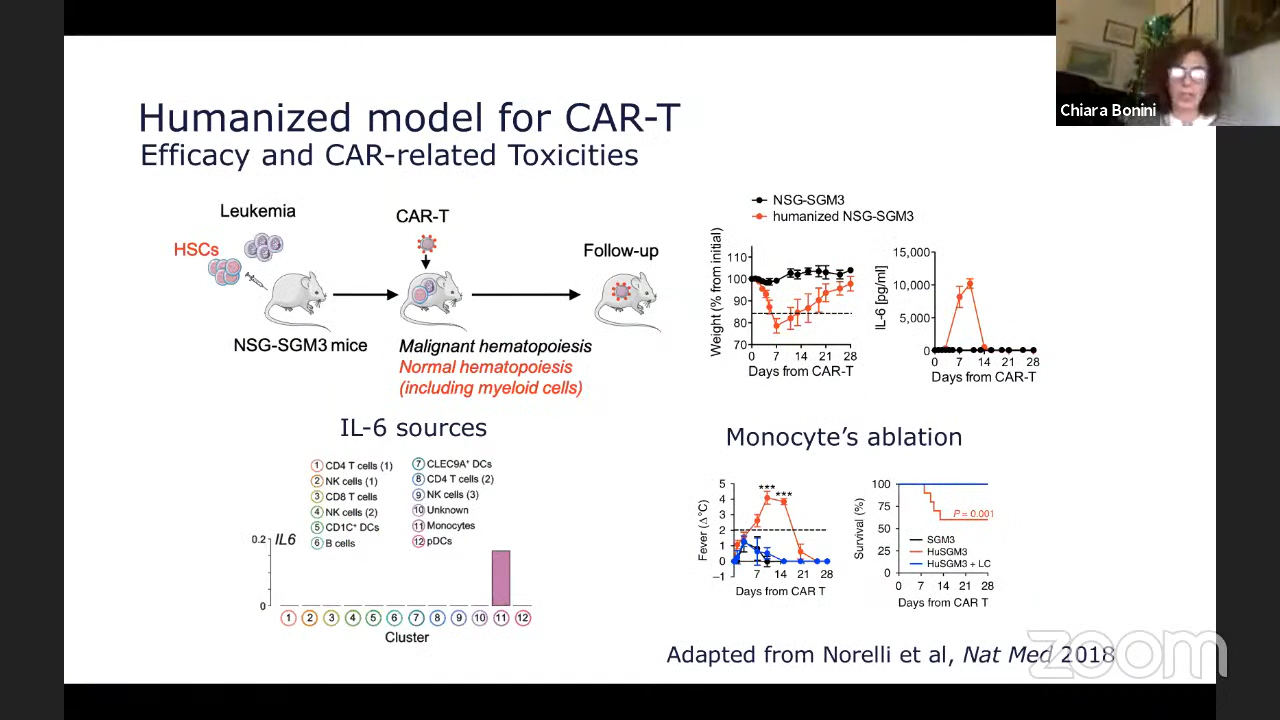 Chiara Bonini
Humanized model for CAR-T
Efficacy and CAR-related Toxicities
Leukemia
HSCs
CAR-T
Follow-up
NSG-SGM3 mice
Malignant hematopoiesis
Normal hematopoiesis
(including myeloid cells)
NSG-SGM3
humanized NSG-SGM3
Weight (% from initial)
110
100
90
80
70
0 7 14 21 28
Days from CAR-T
IL-6 [pg/ml]
15,000
10,000
5,000
0
0 7 14 21 28
Days from CAR-T
IL-6 sources
1 CD4 T cells (1)
2 NK cells (1)
3 CD8 T cells
4 NK cells (2)
5 CD1C+ DCs
6 B cells
7 CLEC9A+ DCs
8 CD4 T cells (2)
9 NK cells (3)
10 Unknown
11 Monocytes
12 pDCs
IL6
0.2
0
1 2 3 4 5 6 7 8 9 10 11 12
Cluster
Monocyte's ablation
Fever (Δ°C)
5
4
3
2
1
0
−1
*** ***
7 14 21 28
Days from CAR T
Survival (%)
100
75
50
25
0
P = 0.001
SGM3
HuSGM3
HuSGM3 + LC
0 7 14 21 28
Days from CAR T
Adapted from Norelli et al, Nat Med 2018
zoom